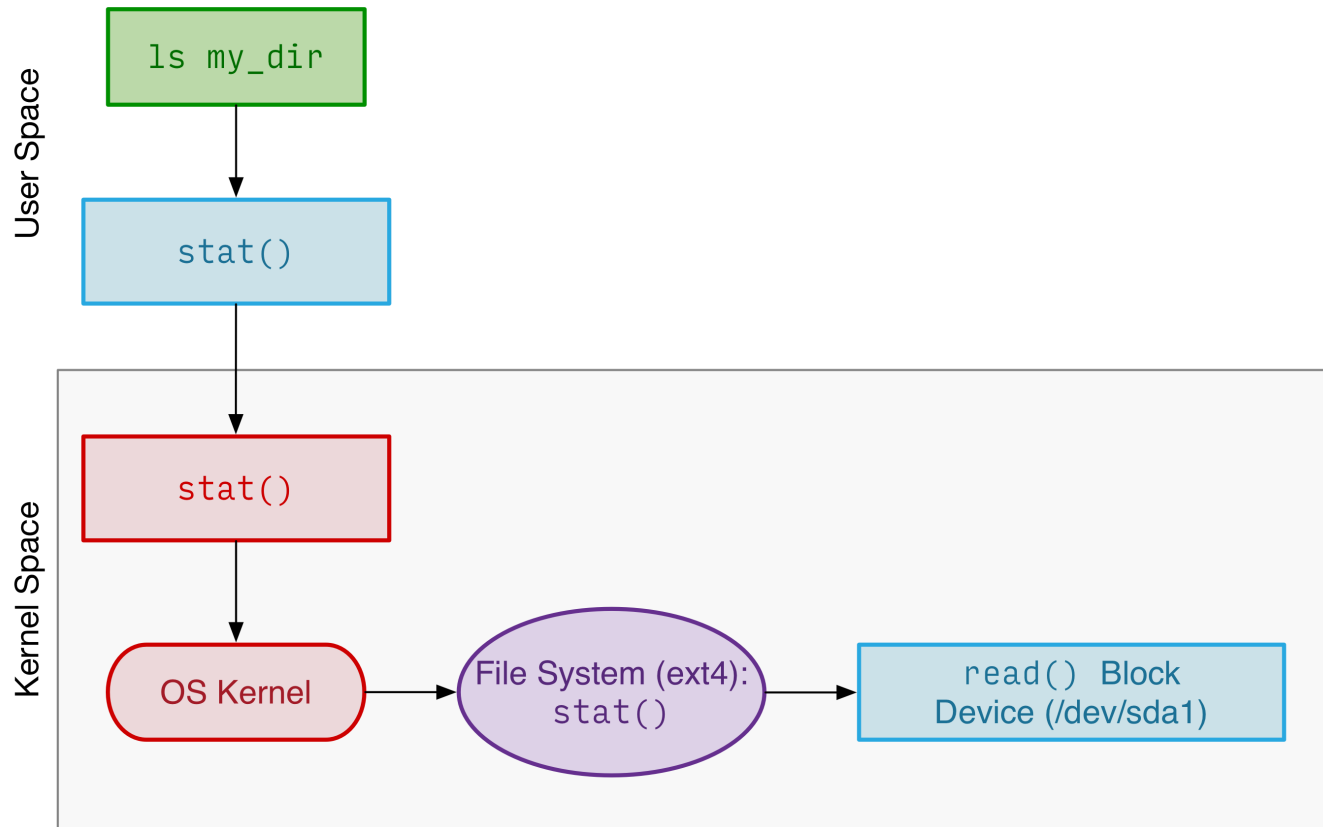 User Space
ls my_dir
stat()
Kernel Space
stat()
OS Kernel
File System (ext4):
stat()
read() Block
Device (/dev/sda1)